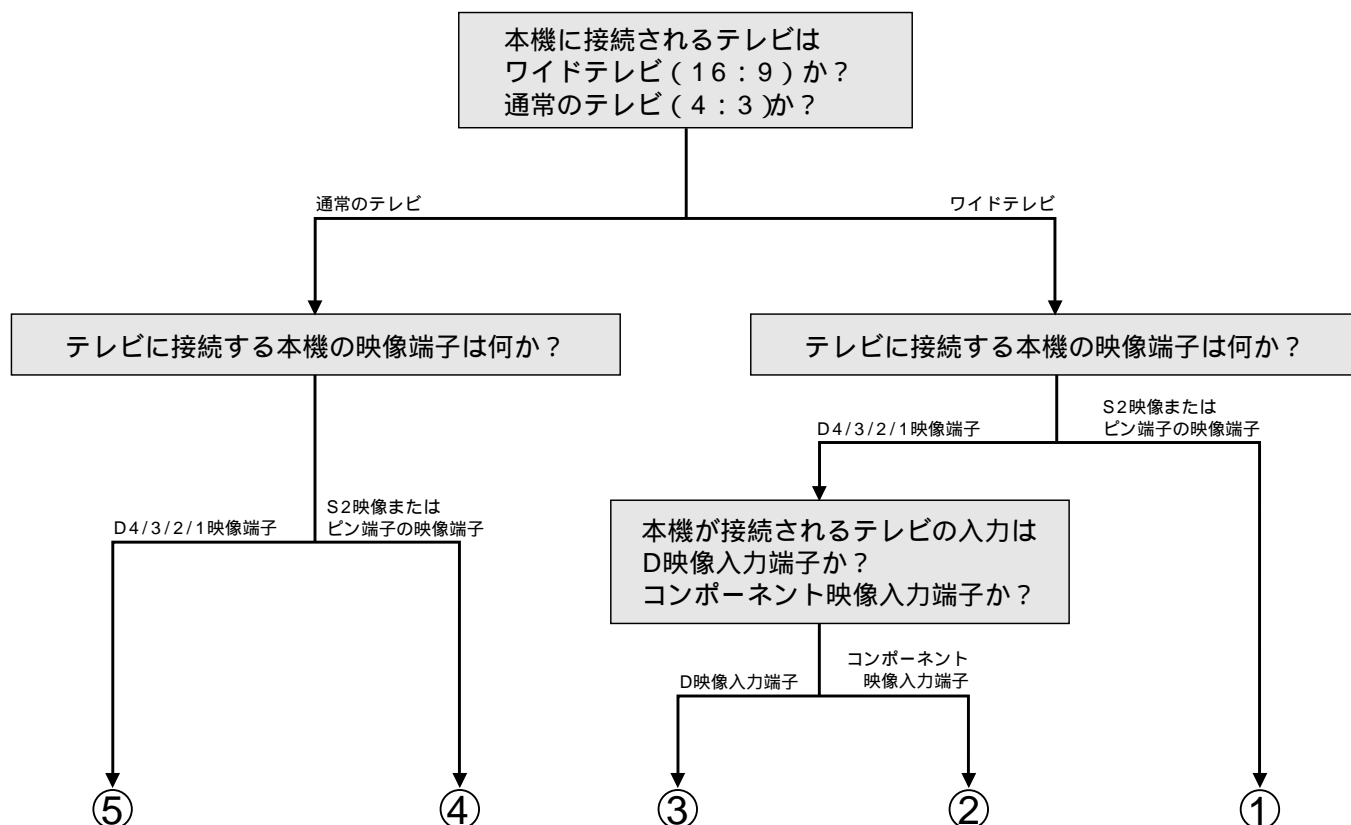 本機に接続されるテレビは
ワイドテレビ(16:9)か?
通常のテレビ(4:3)か?
通常のテレビ
ワイドテレビ
テレビに接続する本機の映像端子は何か?
テレビに接続する本機の映像端子は何か?
D4/3/2/1映像端子
S2映像または
ピン端子の映像端子
D4/3/2/1映像端子
S2映像または
ピン端子の映像端子
本機が接続されるテレビの入力は
D映像入力端子か?
コンポーネント映像入力端子か?
D映像入力端子
コンポーネント
映像入力端子
⑤
④
③
②
①